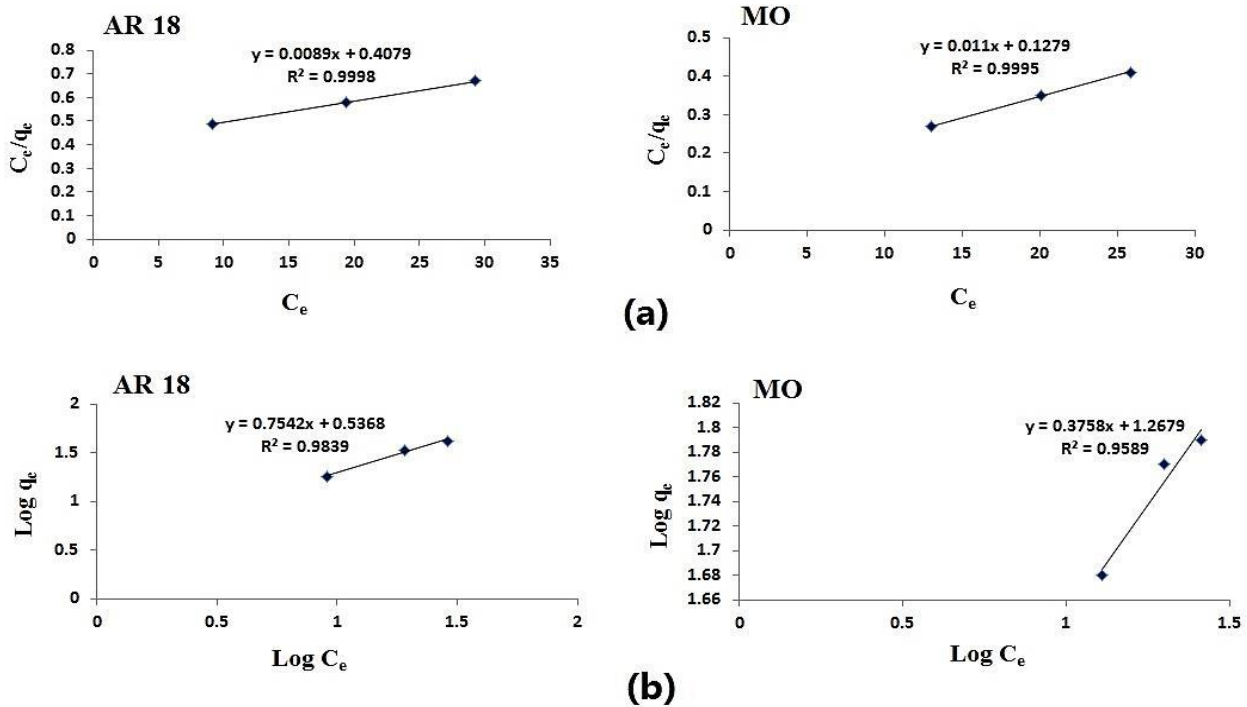 AR 18
y = 0.0089x + 0.4079
R² = 0.9998
0.8
0.7
0.6
0.5
0.4
0.3
0.2
0.1
0
Cₑ/qₑ
0 5 10 15 20 25 30 35
Cₑ
MO
y = 0.011x + 0.1279
R² = 0.9995
0.5
0.4
0.3
0.2
0.1
0
Cₑ/qₑ
0 5 10 15 20 25 30
Cₑ
(a)
AR 18
y = 0.7542x + 0.5368
R² = 0.9839
2
1.5
1
0.5
0
Log qₑ
0 0.5 1 1.5 2
Log Cₑ
MO
y = 0.3758x + 1.2679
R² = 0.9589
1.82
1.8
1.78
1.76
1.74
1.72
1.7
1.68
1.66
Log qₑ
0 0.5 1 1.5
Log Cₑ
(b)